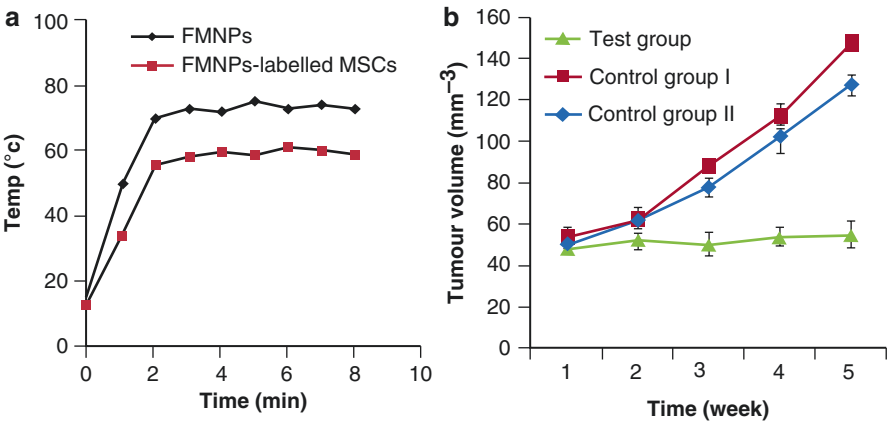 a
100
80
60
40
20
0
Temp (°c)
FMNPs
FMNPs-labelled MSCs
0 2 4 6 8 10
Time (min)
b
160
140
120
100
80
60
40
20
0
Tumour volume (mm⁻³)
Test group
Control group I
Control group II
1 2 3 4 5
Time (week)